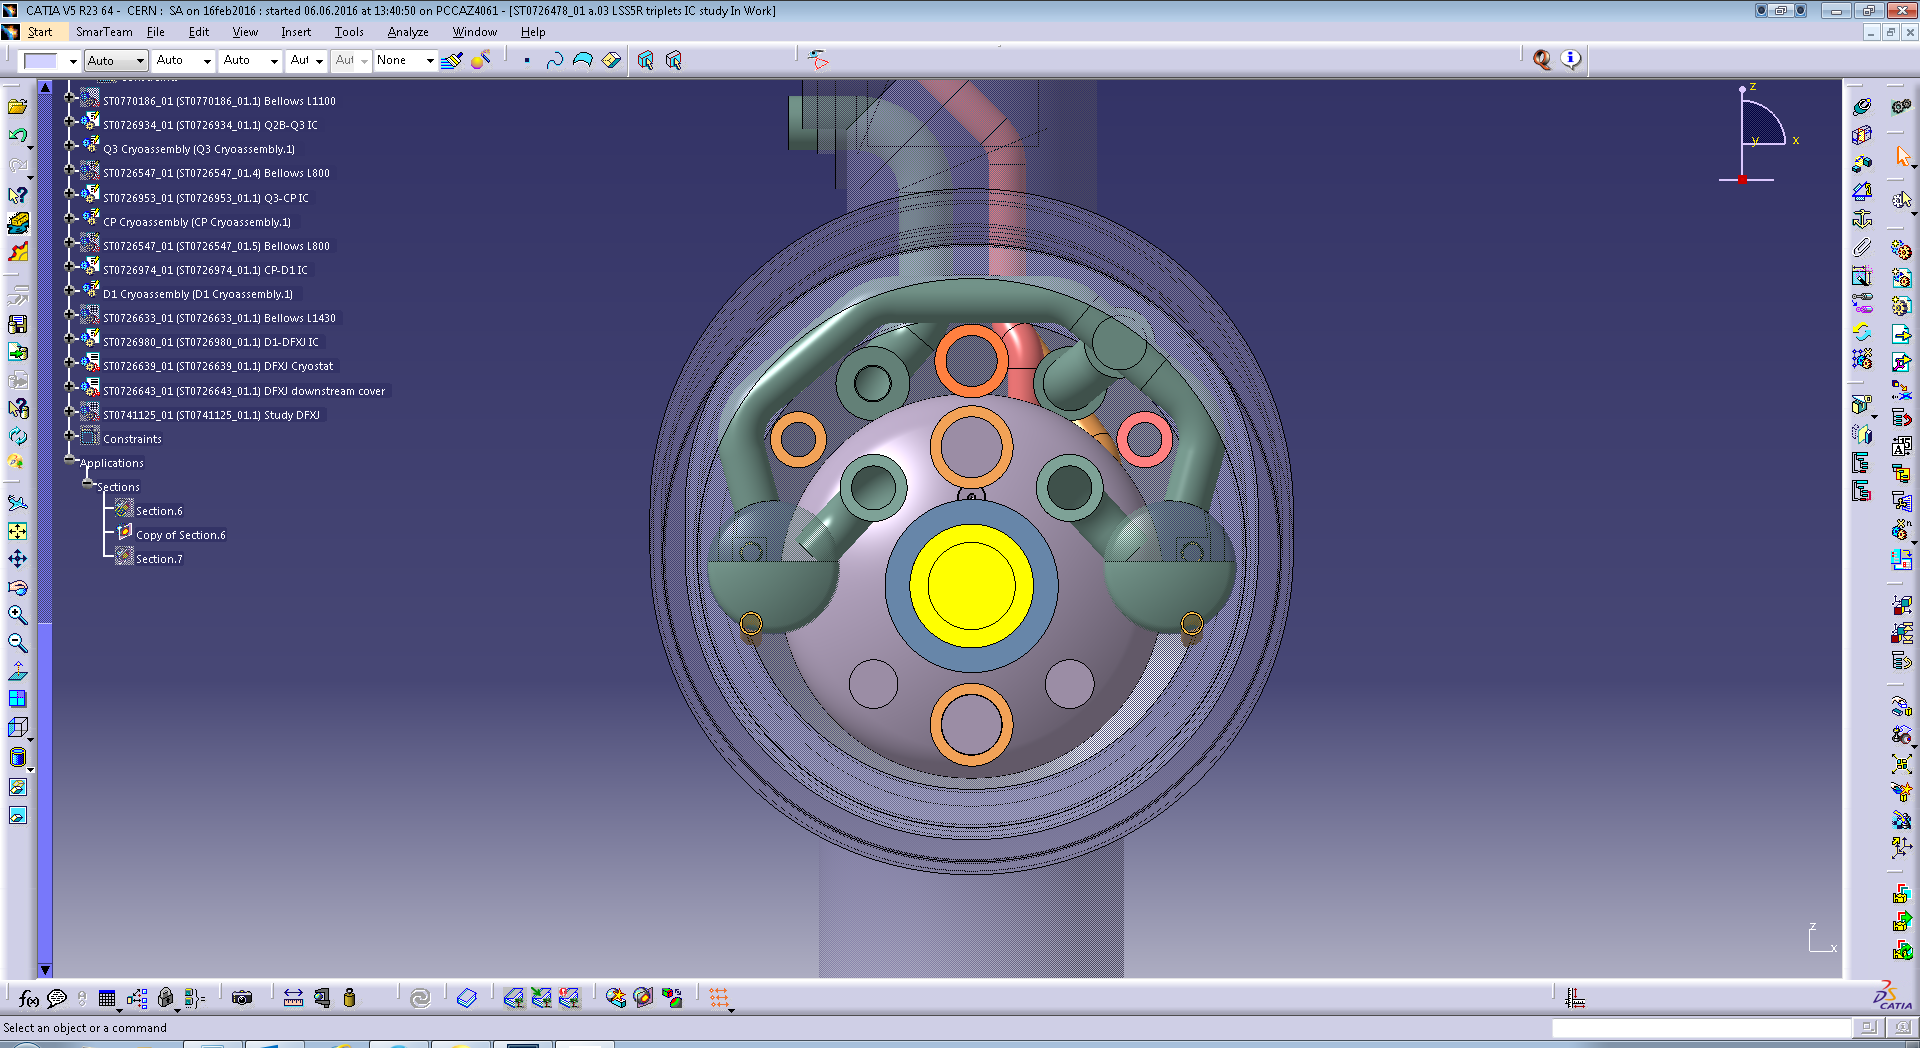 CATIA V5 R23 64 - CERN : SA on 16feb2016 : started 06.06.2016 at 13:40:50 on PCCAZ4061 - [ST0726478_01 a.03 LSS5R triplets IC study In Work]
Start SmarTeam File Edit View Insert Tools Analyze Window Help
Auto Auto Auto Aut Aut None
ST0770186_01 (ST0770186_01.1) Bellows L1100
ST0726934_01 (ST0726934_01.1) Q2B-Q3 IC
Q3 Cryoassembly (Q3 Cryoassembly.1)
ST0726547_01 (ST0726547_01.4) Bellows L800
ST0726953_01 (ST0726953_01.1) Q3-CP IC
CP Cryoassembly (CP Cryoassembly.1)
ST0726547_01 (ST0726547_01.5) Bellows L800
ST0726974_01 (ST0726974_01.1) CP-D1 IC
D1 Cryoassembly (D1 Cryoassembly.1)
ST0726633_01 (ST0726633_01.1) Bellows L1430
ST0726980_01 (ST0726980_01.1) D1-DFXJ IC
ST0726639_01 (ST0726639_01.1) DFXJ Cryostat
ST0726643_01 (ST0726643_01.1) DFXJ downstream cover
ST0741125_01 (ST0741125_01.1) Study DFXJ
Constraints
Applications
Sections
Section.6
Copy of Section.6
Section.7
z
y x
z
x
f(x)
CATIA
Select an object or a command